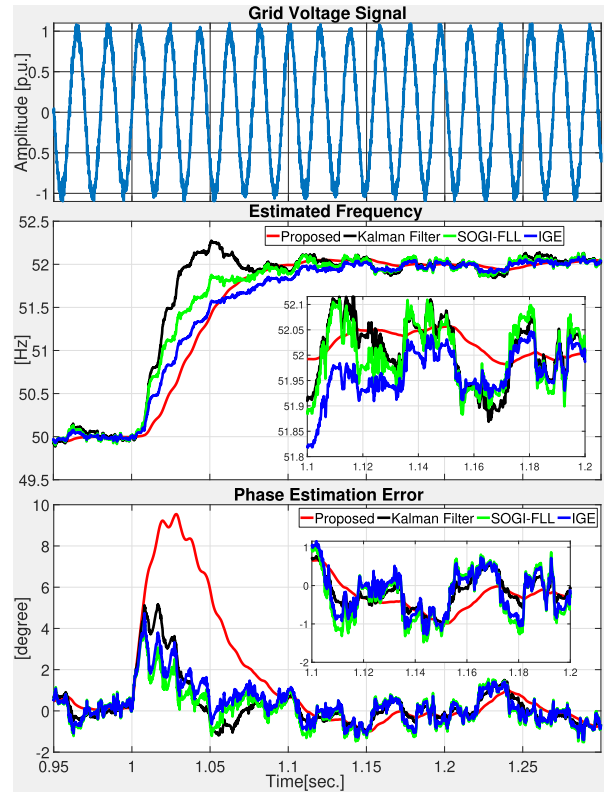 Grid Voltage Signal
Amplitude [p.u.]
1
0.5
0
-0.5
-1
Estimated Frequency
[Hz]
52.5
52
51.5
51
50.5
50
49.5
Proposed Kalman Filter SOGI-FLL IGE
52.1
52.05
52
51.95
51.9
51.85
51.8
1.1 1.12 1.14 1.16 1.18 1.2
Phase Estimation Error
[degree]
10
8
6
4
2
0
-2
Proposed Kalman Filter SOGI-FLL IGE
1
0
-1
-2
1.1 1.12 1.14 1.16 1.18 1.2
0.95 1 1.05 1.1 1.15 1.2 1.25
Time[sec.]